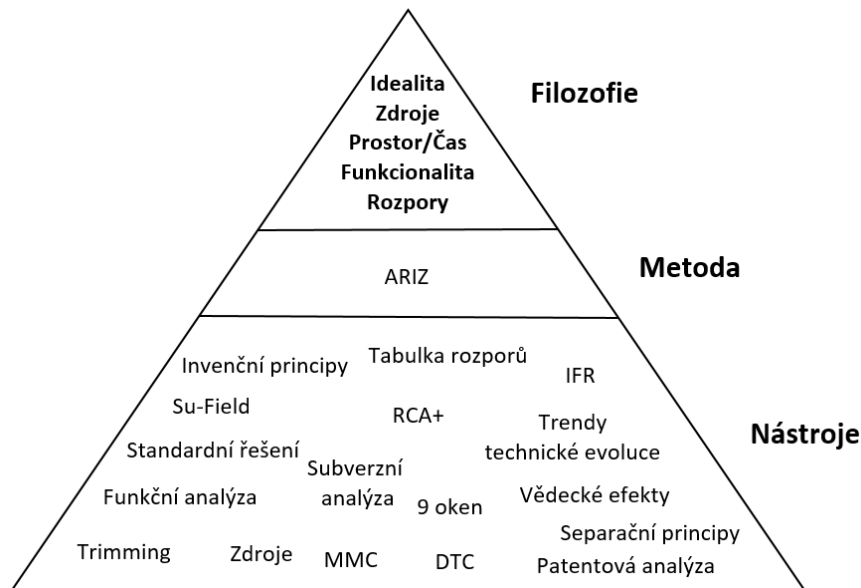 Idealita
Zdroje
Prostor/Čas
Funkcionalita
Rozpory
Filozofie
ARIZ
Metoda
Invenční principy
Tabulka rozporů
IFR
Su-Field
RCA+
Trendy
technické evoluce
Nástroje
Standardní řešení
Subverzní
analýza
Funkční analýza
9 oken
Vědecké efekty
Separační principy
Trimming
Zdroje
MMC
DTC
Patentová analýza